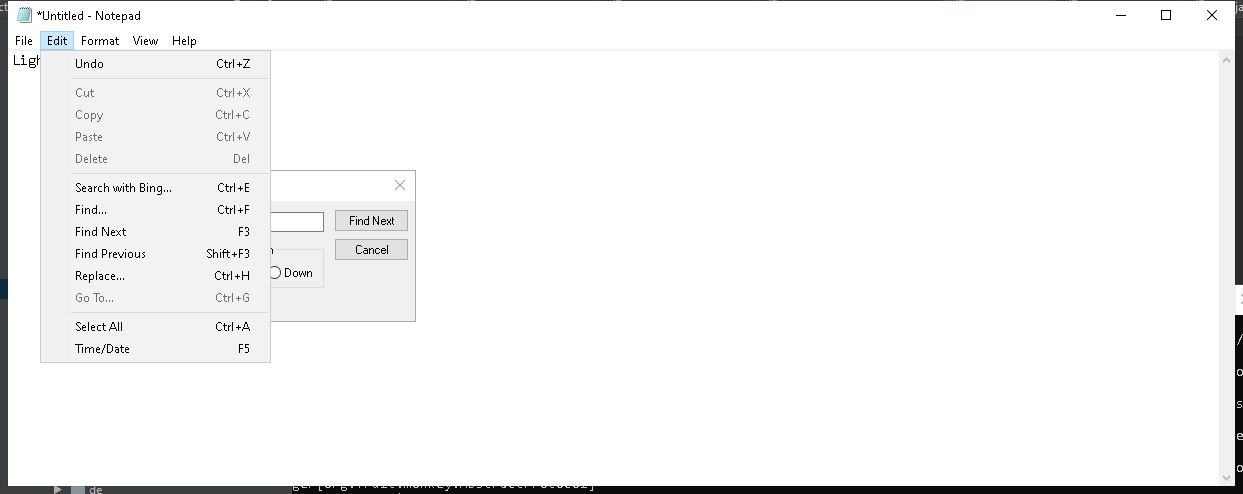 *Untitled - Notepad
File Edit Format View Help
Undo Ctrl+Z
Cut Ctrl+X
Copy Ctrl+C
Paste Ctrl+V
Delete Del
Search with Bing... Ctrl+E
Find... Ctrl+F
Find Next F3
Find Previous Shift+F3
Replace... Ctrl+H
Go To... Ctrl+G
Select All Ctrl+A
Time/Date F5
Find Next
Cancel
Down
de